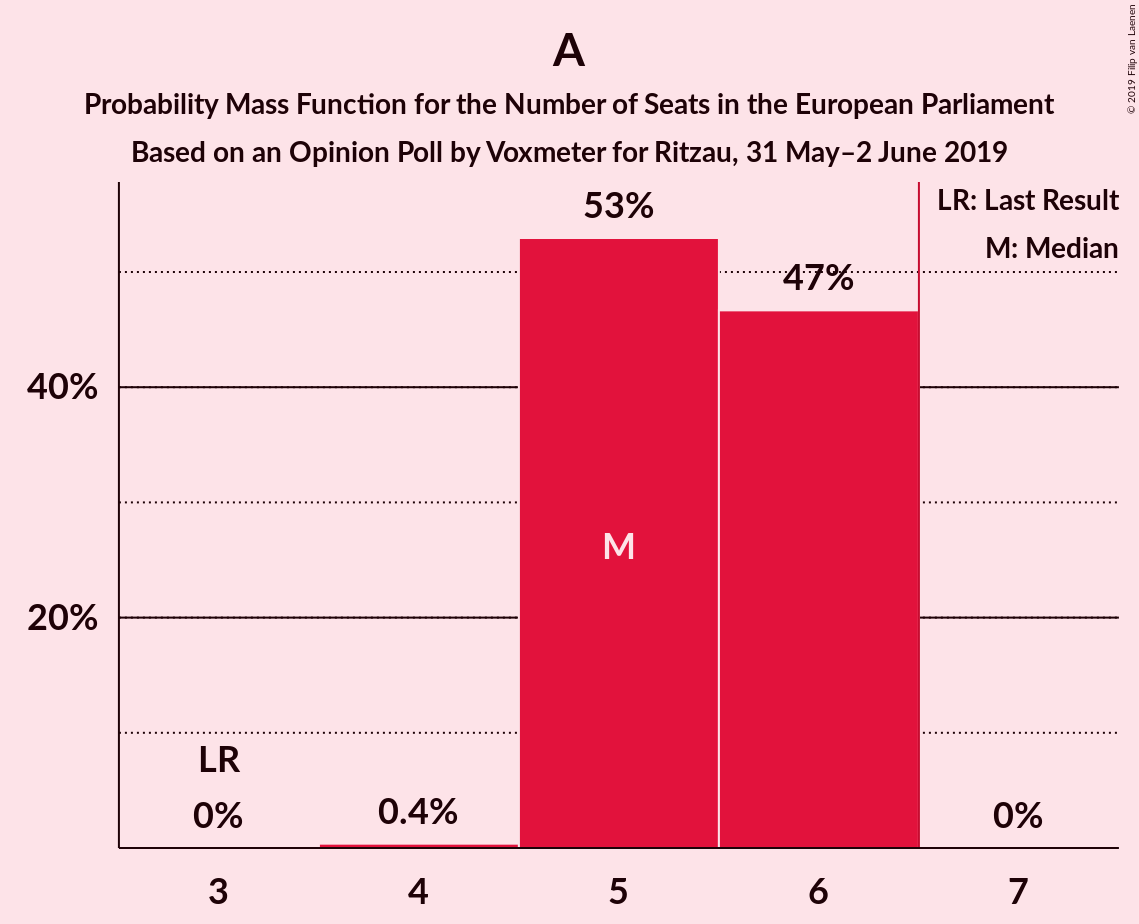 A
Probability Mass Function for the Number of Seats in the European Parliament
Based on an Opinion Poll by Voxmeter for Ritzau, 31 May–2 June 2019
© 2019 Filip van Laenen
LR: Last Result
M: Median
53%
47%
40%
M
20%
LR
0%
0.4%
0%
3
4
5
6
7